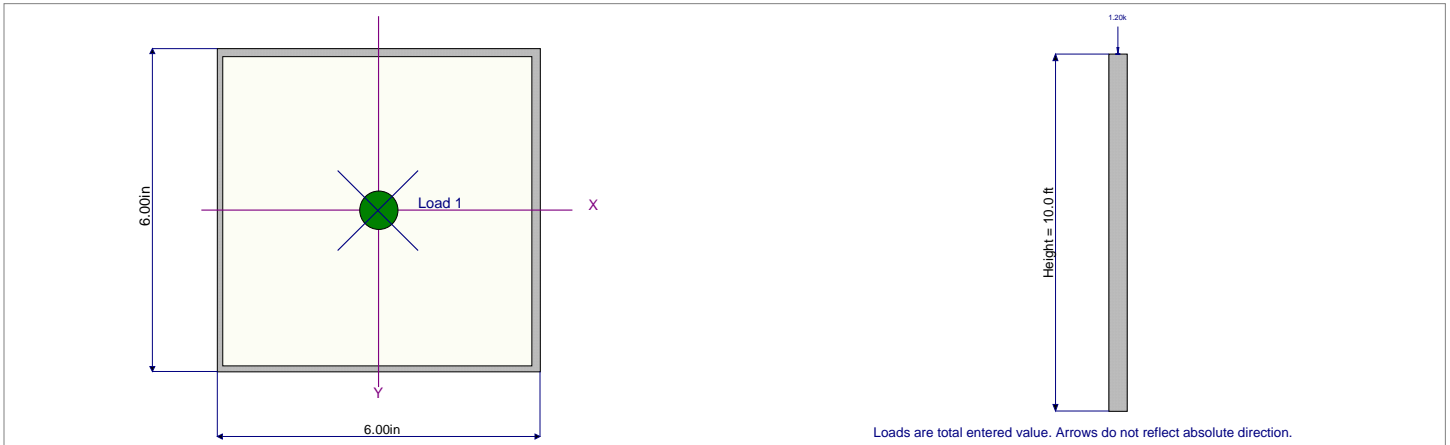 1.20k
6.00in
Load 1
X
Y
6.00in
Height = 10.0 ft
Loads are total entered value. Arrows do not reflect absolute direction.